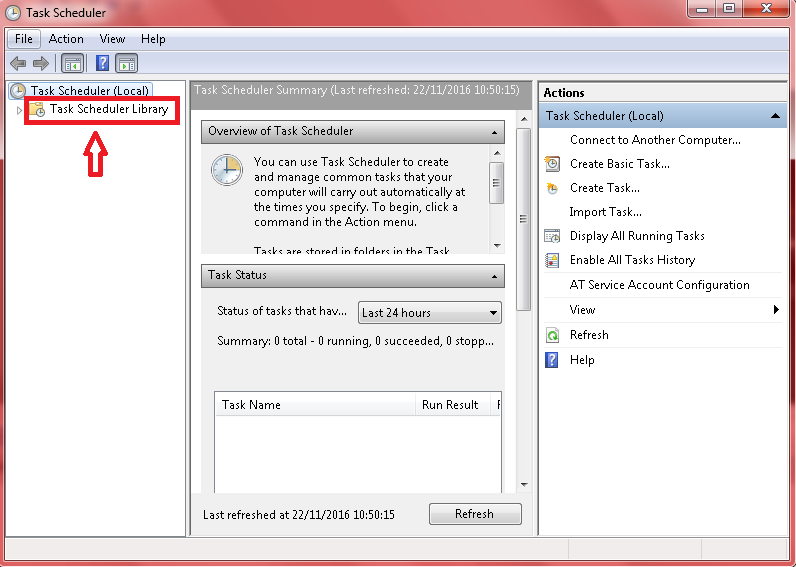 Task Scheduler
File Action View Help
Task Scheduler (Local)
Task Scheduler Library
Task Scheduler Summary (Last refreshed: 22/11/2016 10:50:15)
Overview of Task Scheduler
You can use Task Scheduler to create
and manage common tasks that your
computer will carry out automatically at
the times you specify. To begin, click a
command in the Action menu.
Tasks are stored in folders in the Task
Task Status
Status of tasks that hav...
Last 24 hours
Summary: 0 total - 0 running, 0 succeeded, 0 stopp...
Task Name Run Result
Last refreshed at 22/11/2016 10:50:15
Refresh
Actions
Task Scheduler (Local)
Connect to Another Computer...
Create Basic Task...
Create Task...
Import Task...
Display All Running Tasks
Enable All Tasks History
AT Service Account Configuration
View
Refresh
Help